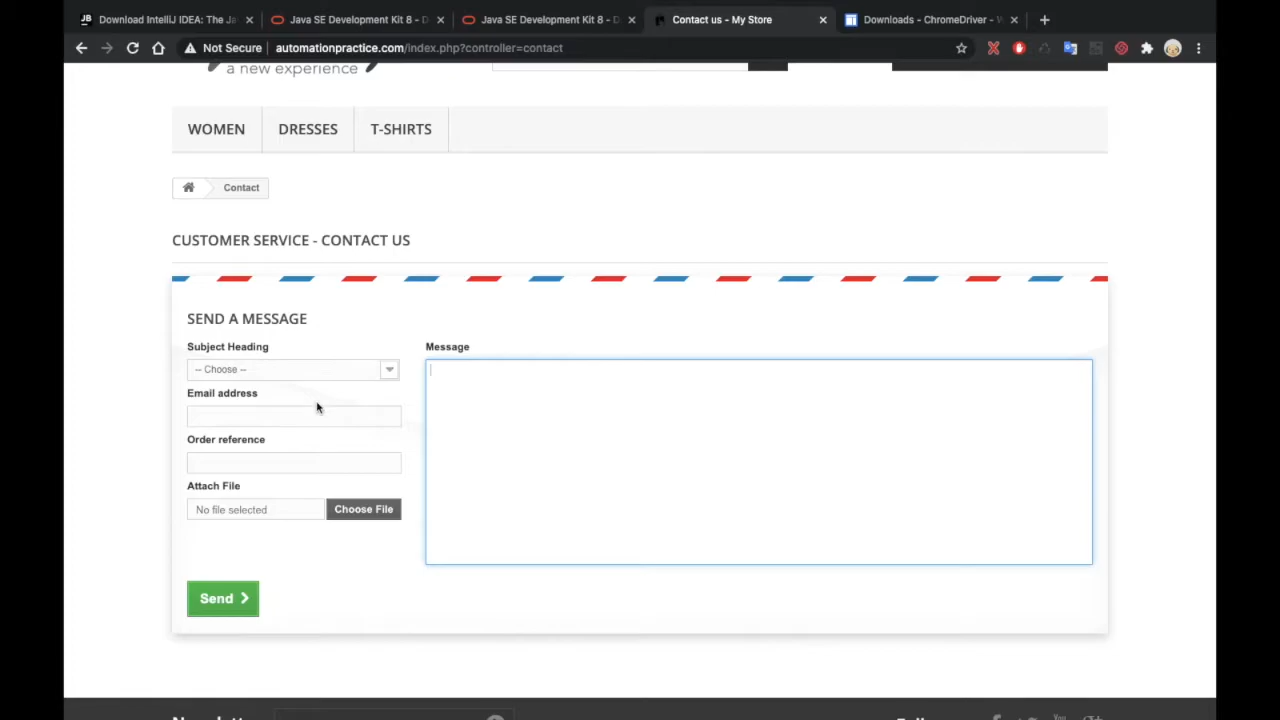 Download IntelliJ IDEA: The Ja
Java SE Development Kit 8 - D
Java SE Development Kit 8 - D
Contact us - My Store
Downloads - ChromeDriver - W
Not Secure
automationpractice.com/index.php?controller=contact
a new experience
WOMEN
DRESSES
T-SHIRTS
Contact
CUSTOMER SERVICE - CONTACT US
SEND A MESSAGE
Subject Heading
-- Choose --
Email address
Order reference
Attach File
No file selected
Choose File
Message
Send